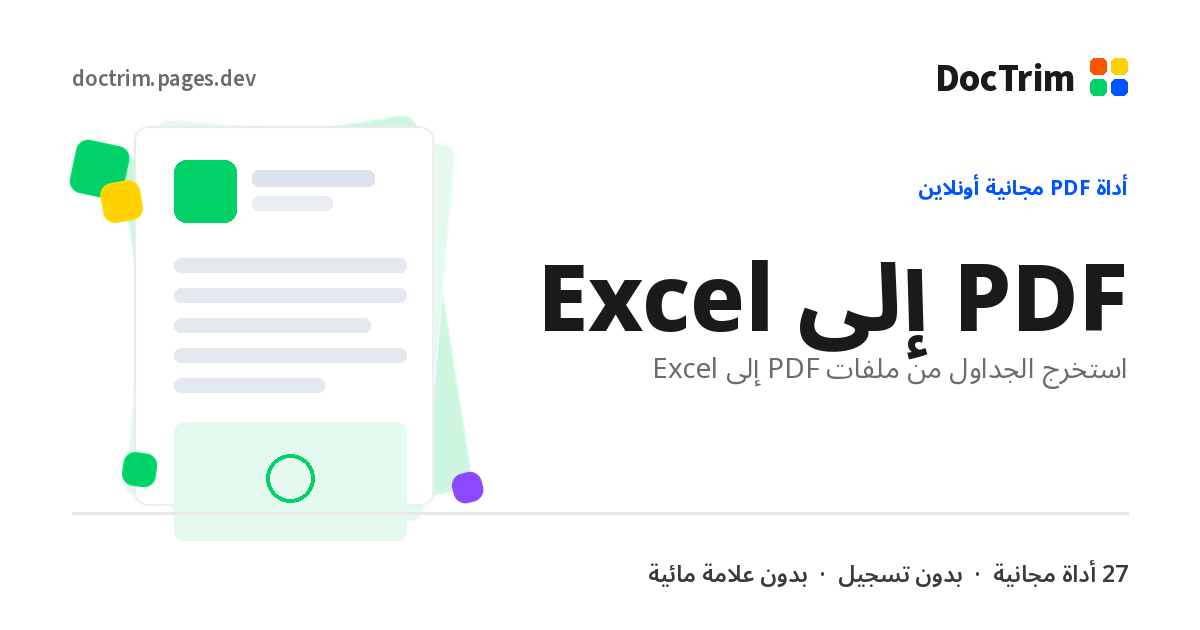 DocTrim
doctrim.pages.dev
أداة PDF مجانية أونلاين
PDF إلى Excel
استخرج الجداول من ملفات PDF إلى Excel
27 أداة مجانية · بدون تسجيل · بدون علامة مائية